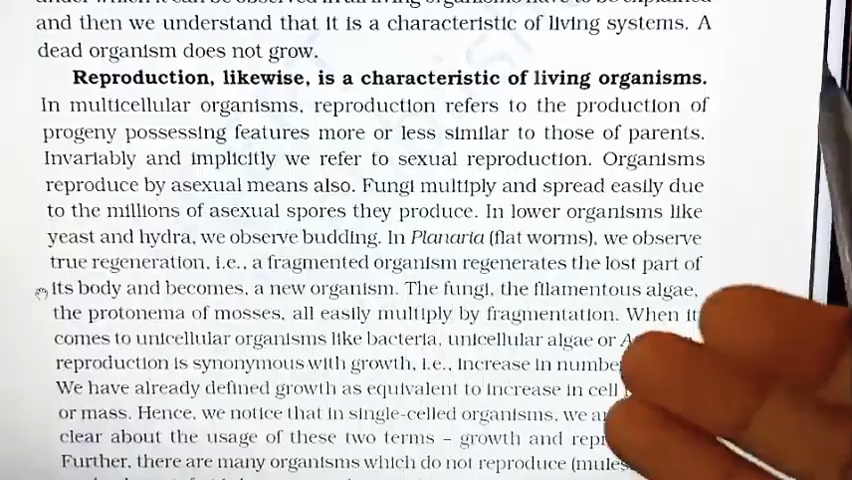 and then we understand that it is a characteristic of living systems. A
dead organism does not grow.
Reproduction, likewise, is a characteristic of living organisms.
In multicellular organisms, reproduction refers to the production of
progeny possessing features more or less similar to those of parents.
Invariably and implicitly we refer to sexual reproduction. Organisms
reproduce by asexual means also. Fungi multiply and spread easily due
to the millions of asexual spores they produce. In lower organisms like
yeast and hydra, we observe budding. In Planaria (flat worms), we observe
true regeneration, i.e., a fragmented organism regenerates the lost part of
its body and becomes, a new organism. The fungi, the filamentous algae,
the protonema of mosses, all easily multiply by fragmentation. When it
comes to unicellular organisms like bacteria, unicellular algae or
reproduction is synonymous with growth, i.e., increase in number
We have already defined growth as equivalent to increase in cell
or mass. Hence, we notice that in single-celled organisms, we
clear about the usage of these two terms – growth and
Further, there are many organisms which do not reproduce (mules